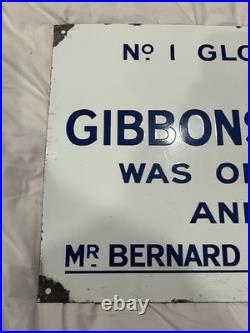 No. 1 GLO
GIBBONS
WAS O
AN
MR. BERNARD